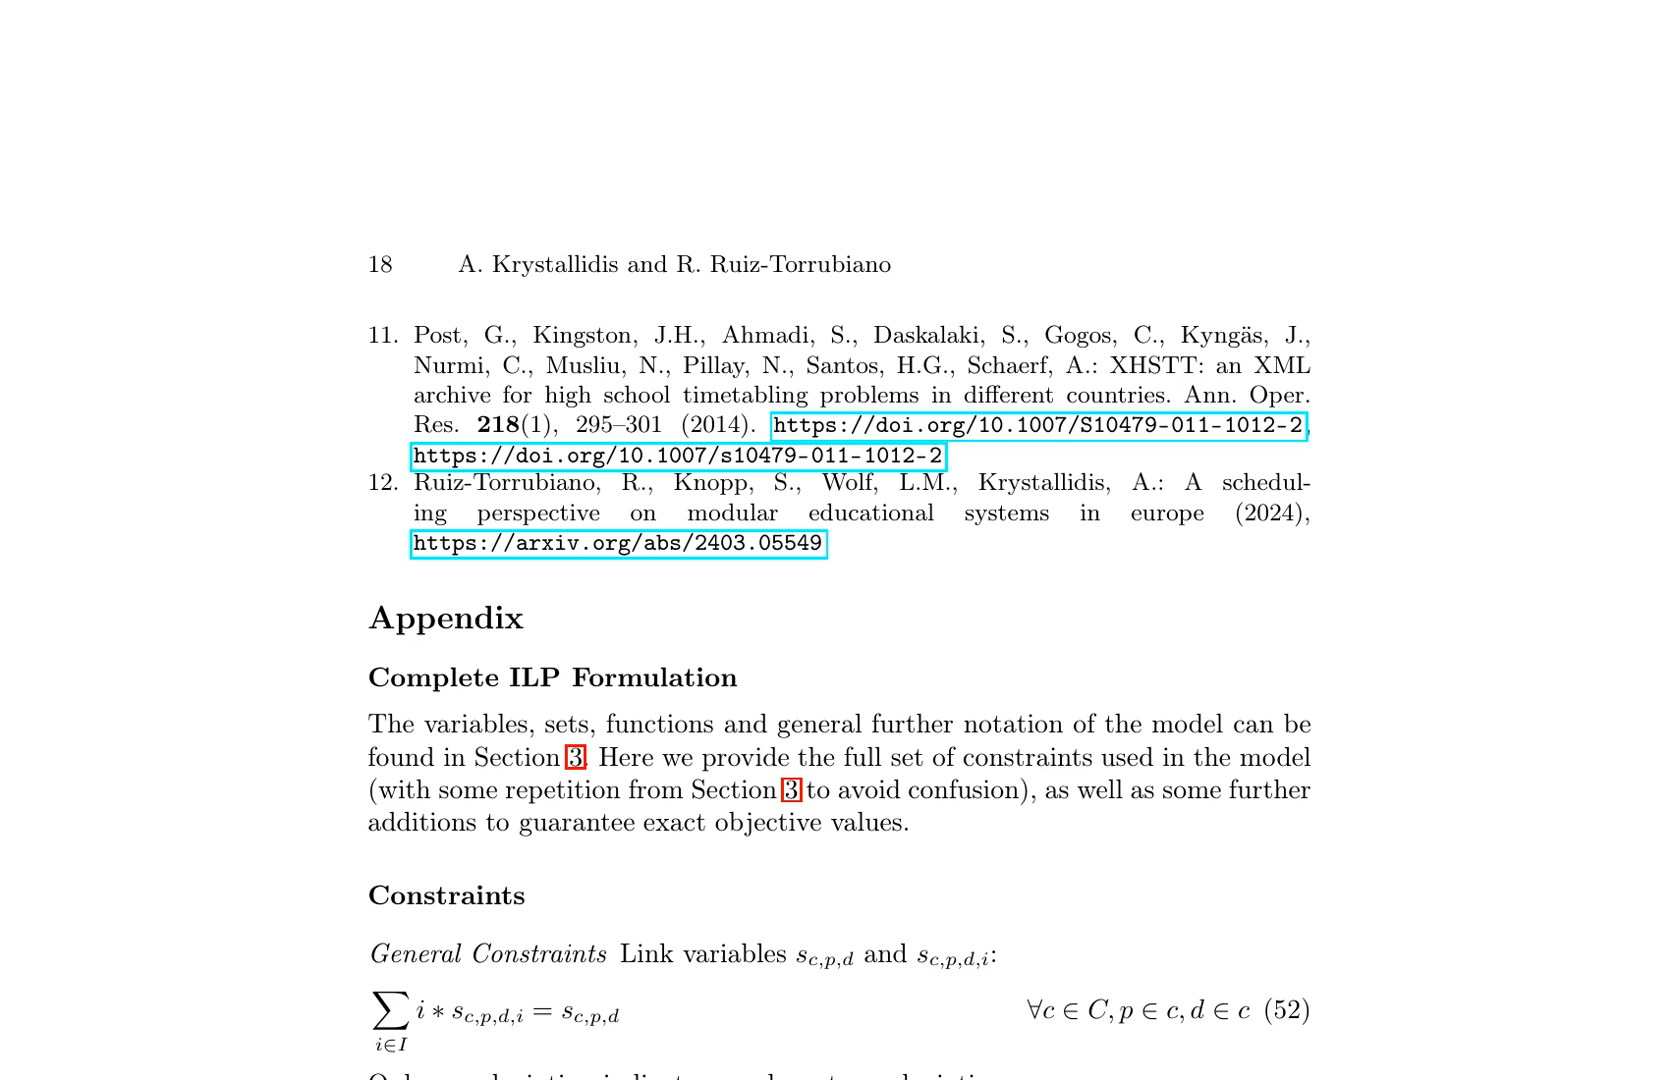 18 A. Krystallidis and R. Ruiz-Torrubiano
11. Post, G., Kingston, J.H., Ahmadi, S., Daskalaki, S., Gogos, C., Kyngäs, J.,
Nurmi, C., Musliu, N., Pillay, N., Santos, H.G., Schaerf, A.: XHSTT: an XML
archive for high school timetabling problems in different countries. Ann. Oper.
Res. 218(1), 295–301 (2014). https://doi.org/10.1007/S10479-011-1012-2,
https://doi.org/10.1007/s10479-011-1012-2
12. Ruiz-Torrubiano, R., Knopp, S., Wolf, L.M., Krystallidis, A.: A schedul-
ing perspective on modular educational systems in europe (2024),
https://arxiv.org/abs/2403.05549
Appendix
Complete ILP Formulation
The variables, sets, functions and general further notation of the model can be
found in Section 3. Here we provide the full set of constraints used in the model
(with some repetition from Section 3 to avoid confusion), as well as some further
additions to guarantee exact objective values.
Constraints
General Constraints Link variables s_{c,p,d} and s_{c,p,d,i}:
∑_{i∈I} i * s_{c,p,d,i} = s_{c,p,d} ∀c ∈ C, p ∈ c, d ∈ c (52)